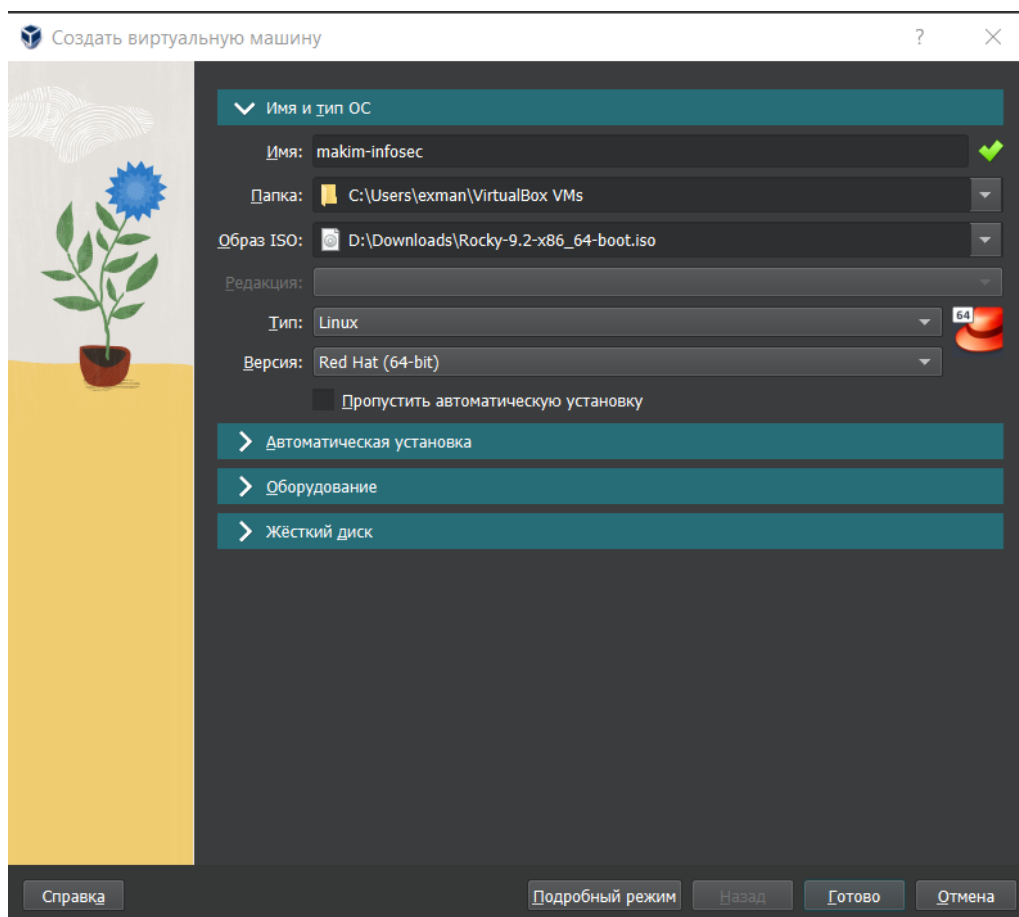 Создать виртуальную машину ?
Имя и тип ОС
Имя: makim-infosec
Папка: C:\Users\exman\VirtualBox VMs
Образ ISO: D:\Downloads\Rocky-9.2-x86_64-boot.iso
Редакция:
Тип: Linux
64
Версия: Red Hat (64-bit)
Пропустить автоматическую установку
Автоматическая установка
Оборудование
Жёсткий диск
Справка Подробный режим Назад Готово Отмена